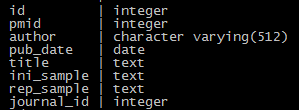 id | integer
pmid | integer
author | character varying(512)
pub_date | date
title | text
ini_sample | text
rep_sample | text
journal_id | integer